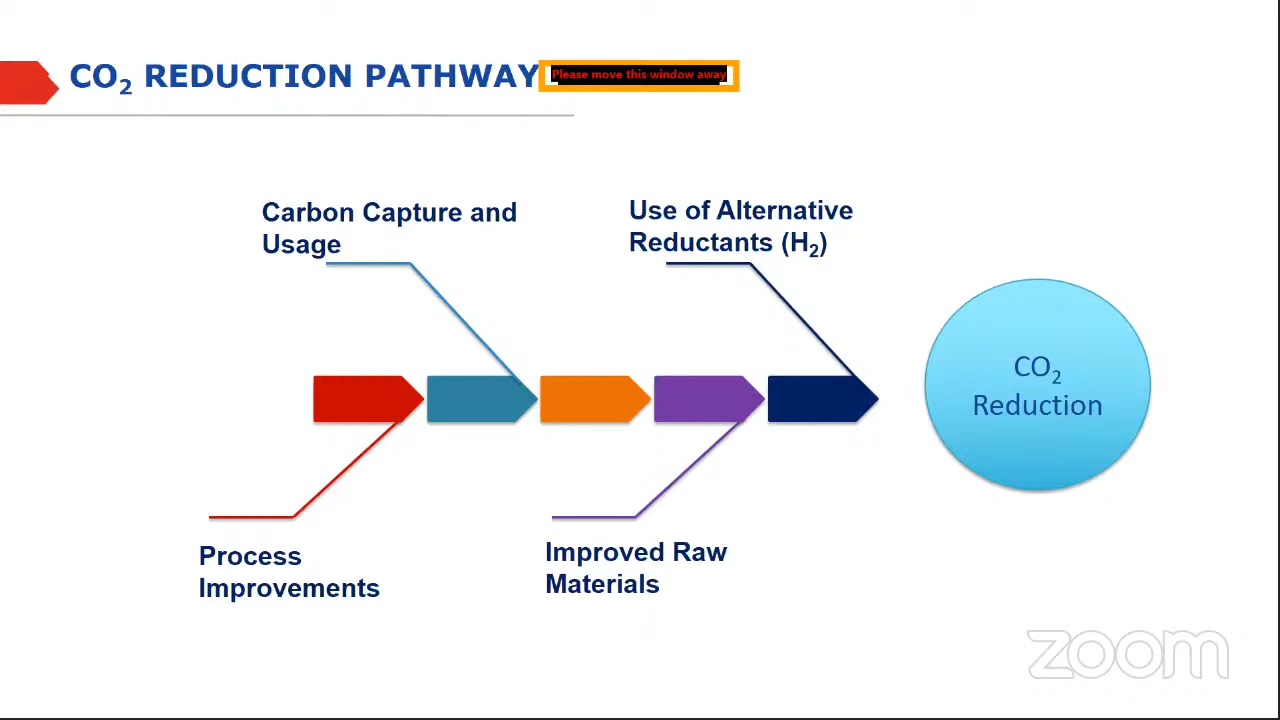 CO₂ REDUCTION PATHWAY
Please move this window away
Carbon Capture and
Usage
Use of Alternative
Reductants (H₂)
CO₂
Reduction
Process
Improvements
Improved Raw
Materials
zoom